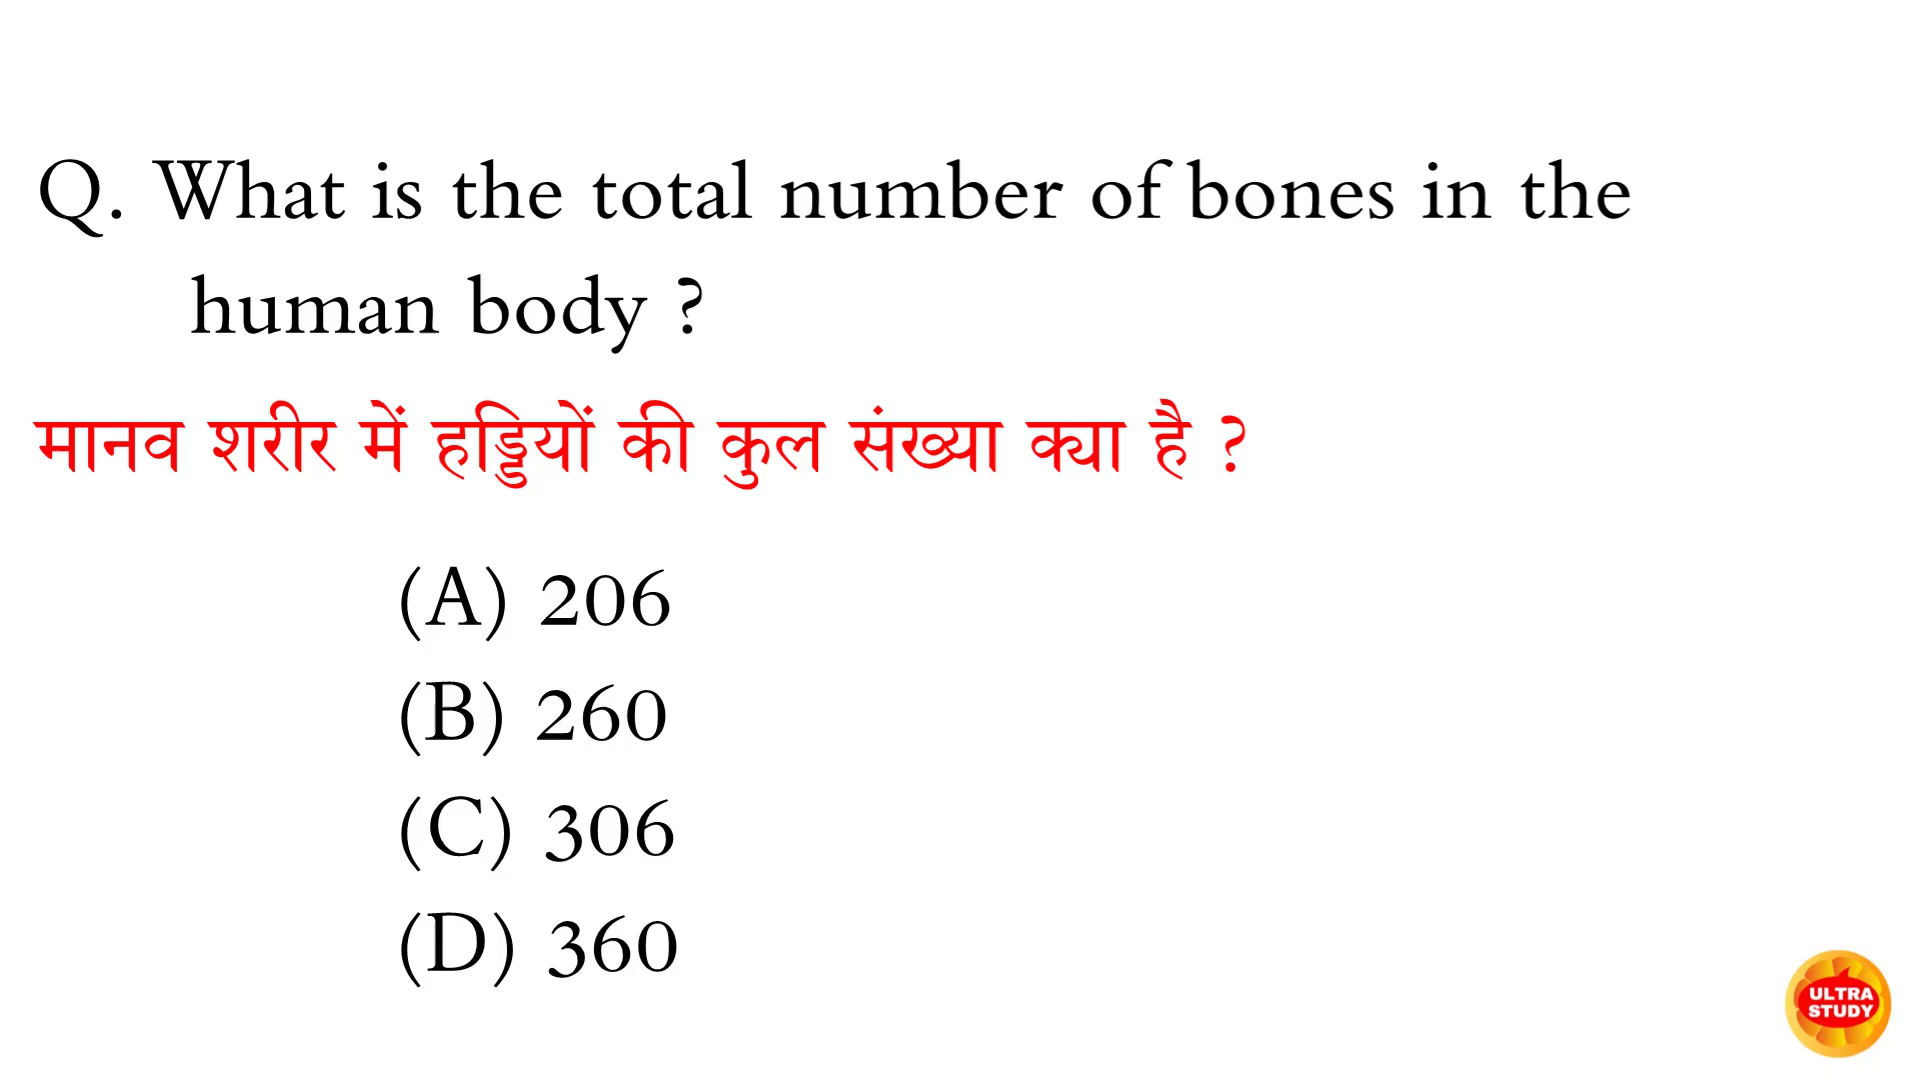 Q. What is the total number of bones in the
human body ?
मानव शरीर में हड्डियों की कुल संख्या क्या है ?
(A) 206
(B) 260
(C) 306
(D) 360
ULTRA
STUDY